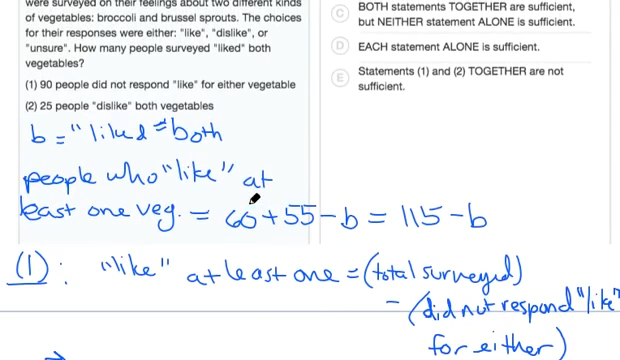 were surveyed on their feelings about two different kinds
of vegetables: broccoli and brussel sprouts. The choices
for their responses were either: "like", "dislike", or
"unsure". How many people surveyed "liked" both
vegetables?
(1) 90 people did not respond "like" for either vegetable
(2) 25 people "dislike" both vegetables
C BOTH statements TOGETHER are sufficient,
but NEITHER statement ALONE is sufficient.
D EACH statement ALONE is sufficient.
E Statements (1) and (2) TOGETHER are not
sufficient.
b = "liked" both
people who "like" at
least one veg. = 60 + 55 - b = 115 - b
(1): "like" at least one = (total surveyed)
- (did not respond "like"
for either)